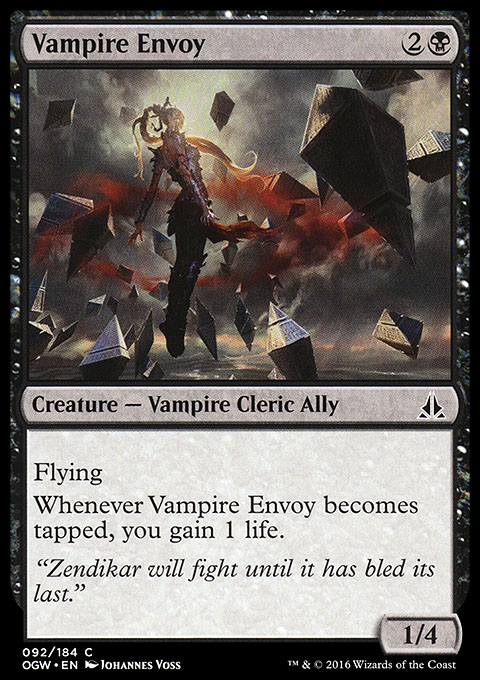 Vampire Envoy 2
Creature — Vampire Cleric Ally
Flying
Whenever Vampire Envoy becomes
tapped, you gain 1 life.
“Zendikar will fight until it has bled its
last.”
1/4
092/184 C
OGW • EN Johannes Voss
™ & © 2016 Wizards of the Coast